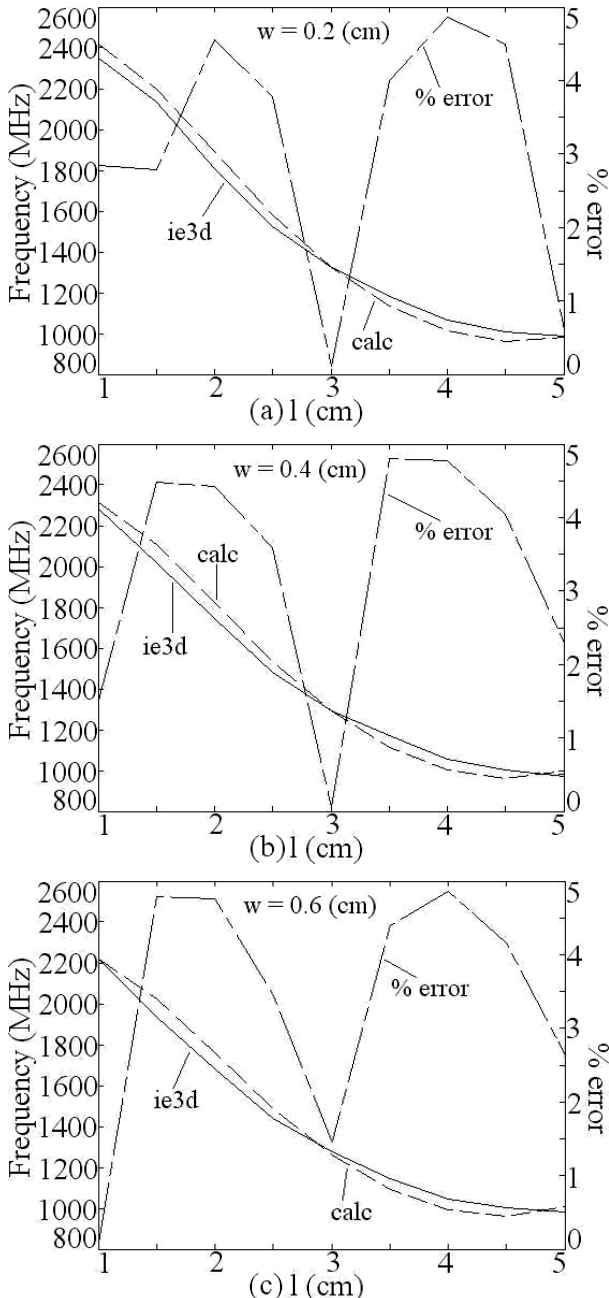 w = 0.2 (cm)
Frequency (MHz)
2600
2400
2200
2000
1800
1600
1400
1200
1000
800
% error
ie3d
calc
5
4
3
2
1
0
% error
1 2 3 4 5
(a) l (cm)
w = 0.4 (cm)
Frequency (MHz)
2600
2400
2200
2000
1800
1600
1400
1200
1000
800
calc
% error
ie3d
5
4
3
2
1
0
% error
1 2 3 4 5
(b) l (cm)
w = 0.6 (cm)
Frequency (MHz)
2600
2400
2200
2000
1800
1600
1400
1200
1000
800
% error
ie3d
calc
5
4
3
2
1
0
% error
1 2 3 4 5
(c) l (cm)